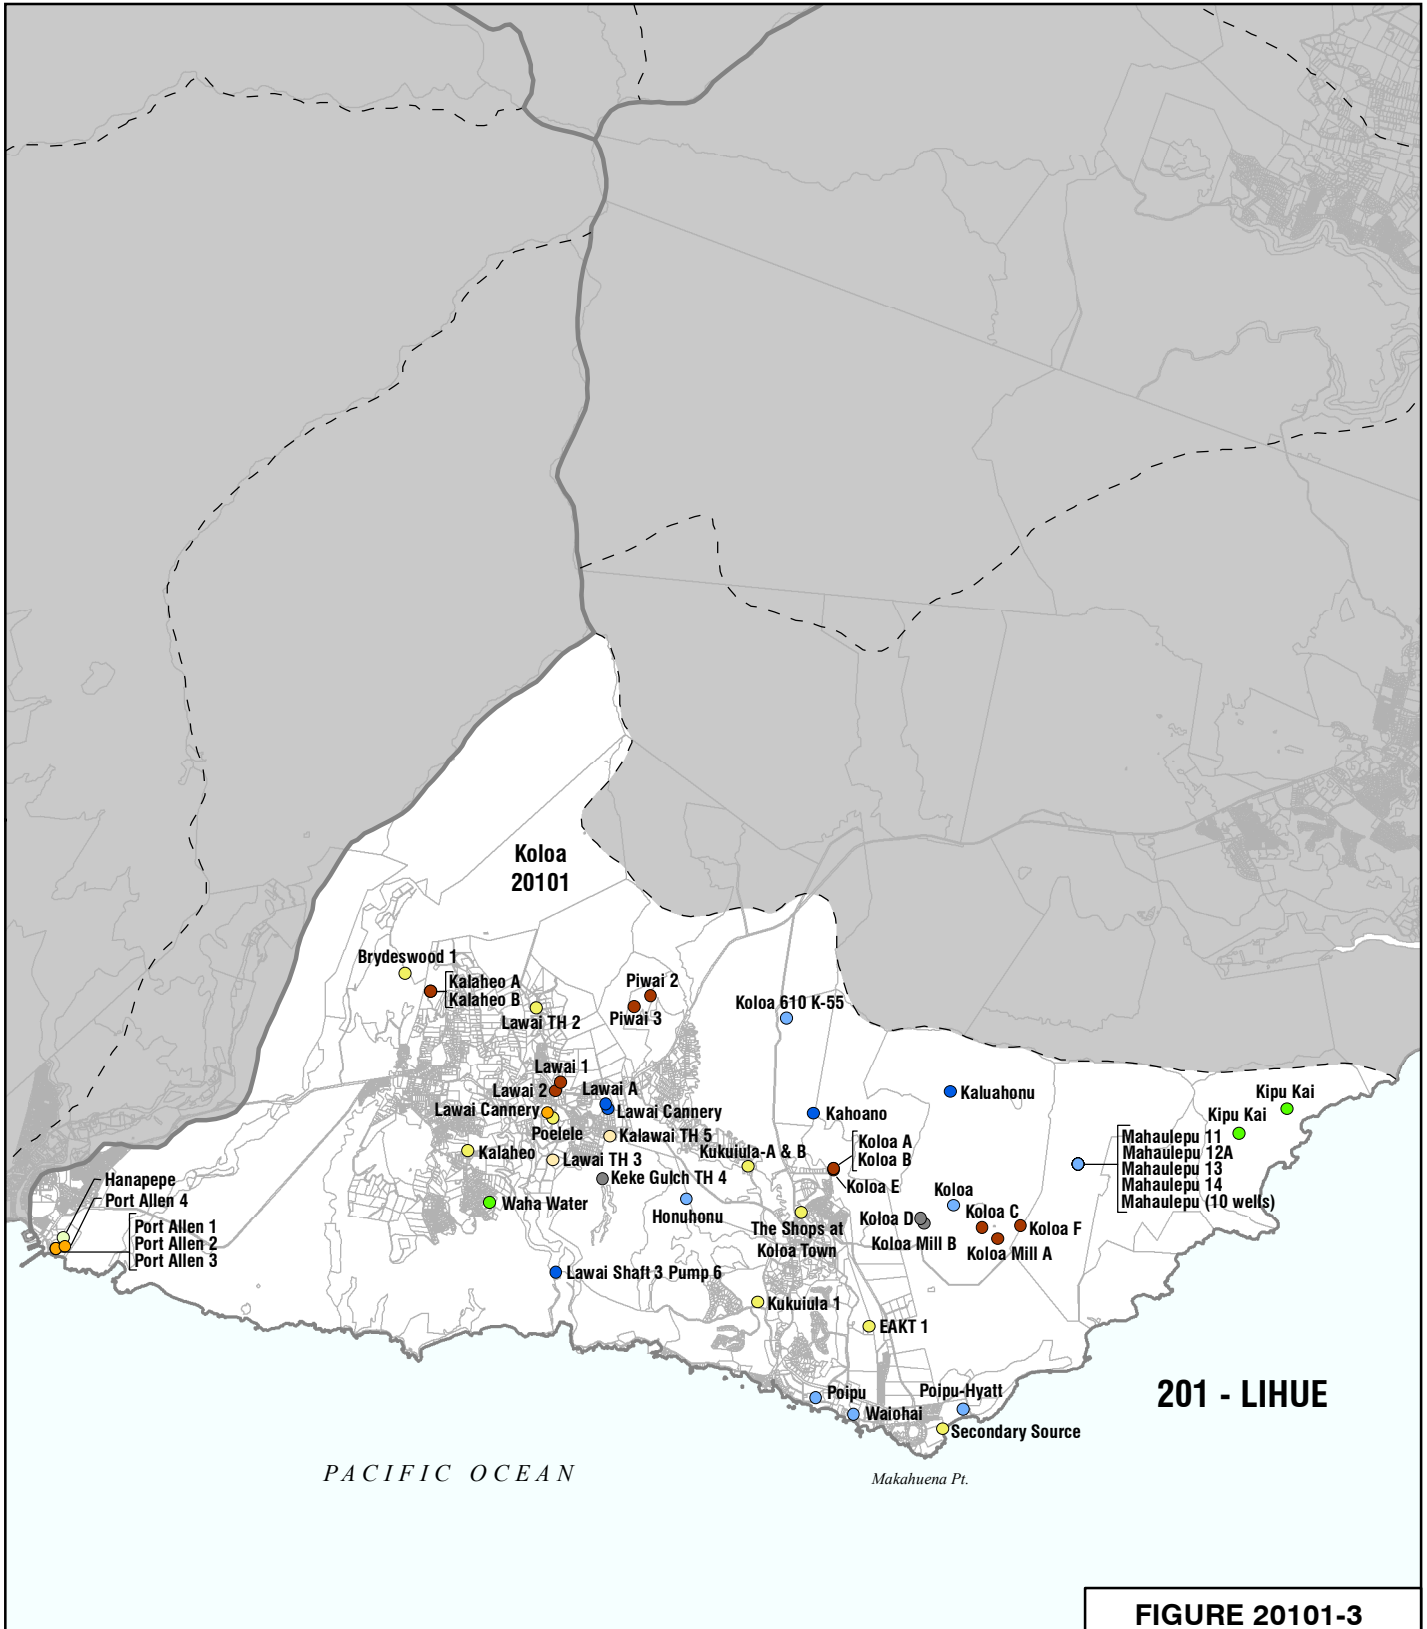 Koloa
20101
Brydeswood 1
Kalaheo A
Kalaheo B
Lawai TH 2
Piwai 2
Piwai 3
Koloa 610 K-55
Lawai 1
Lawai 2
Lawai A
Lawai Cannery
Lawai Cannery
Poelele
Kalawai TH 5
Kalaheo
Lawai TH 3
Keke Gulch TH 4
Waha Water
Honuhonu
Kukuiula-A & B
Kahoano
Kaluahonu
Koloa A
Koloa B
Koloa E
Kipu Kai
Kipu Kai
Mahaulepu 11
Mahaulepu 12A
Mahaulepu 13
Mahaulepu 14
Mahaulepu (10 wells)
Hanapepe
Port Allen 4
Port Allen 1
Port Allen 2
Port Allen 3
Koloa
Koloa C
Koloa D
Koloa F
Koloa Mill B
Koloa Mill A
The Shops at
Koloa Town
Lawai Shaft 3 Pump 6
Kukuiula 1
EAKT 1
Poipu
Waiohai
Poipu-Hyatt
Secondary Source
201 - LIHUE
PACIFIC OCEAN
Makahuena Pt.
FIGURE 20101-3